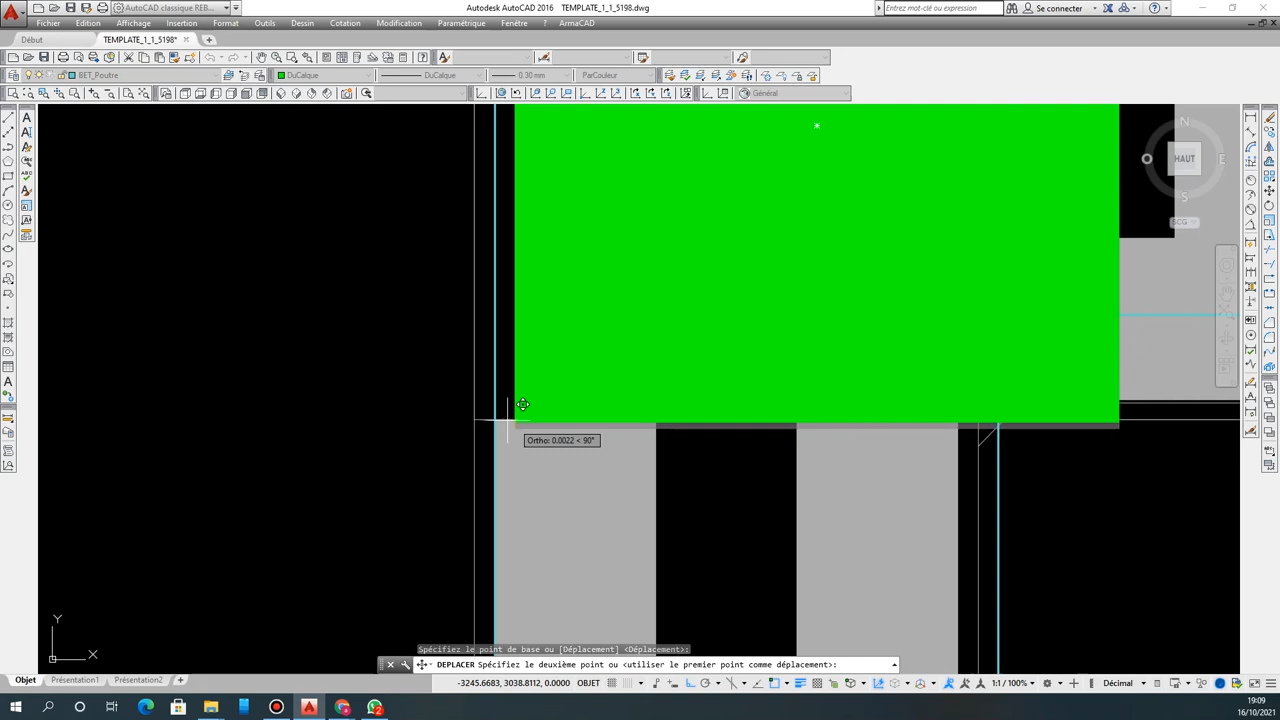 AutoCAD classique REB...
Autodesk AutoCAD 2016 TEMPLATE_1_1_5198.dwg
Entrez mot-clé ou expression
Se connecter
Fichier Edition Affichage Insertion Format Outils Dessin Cotation Modification Paramétrique Fenêtre ? ArmaCAD
Début TEMPLATE_1_1_5198*
BET_Poutre DuCalque DuCalque 0.30 mm ParCouleur
Général
N
O HAUT E
S
SCG
Ortho: 0.0022 < 90°
Y
X
Spécifiez le point de base ou [Déplacement] <Déplacement>:
DEPLACER Spécifiez le deuxième point ou <utiliser le premier point comme déplacement>:
Objet Présentation1 Présentation2 +
-3245.6683, 3038.8112, 0.0000 OBJET 1:1 / 100% Décimal
19:09
16/10/2021